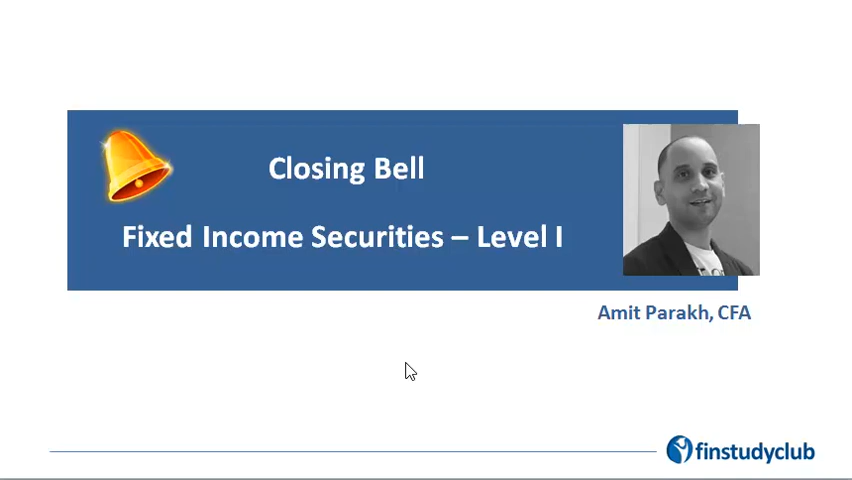 Closing Bell
Fixed Income Securities – Level I
Amit Parakh, CFA
finstudyclub